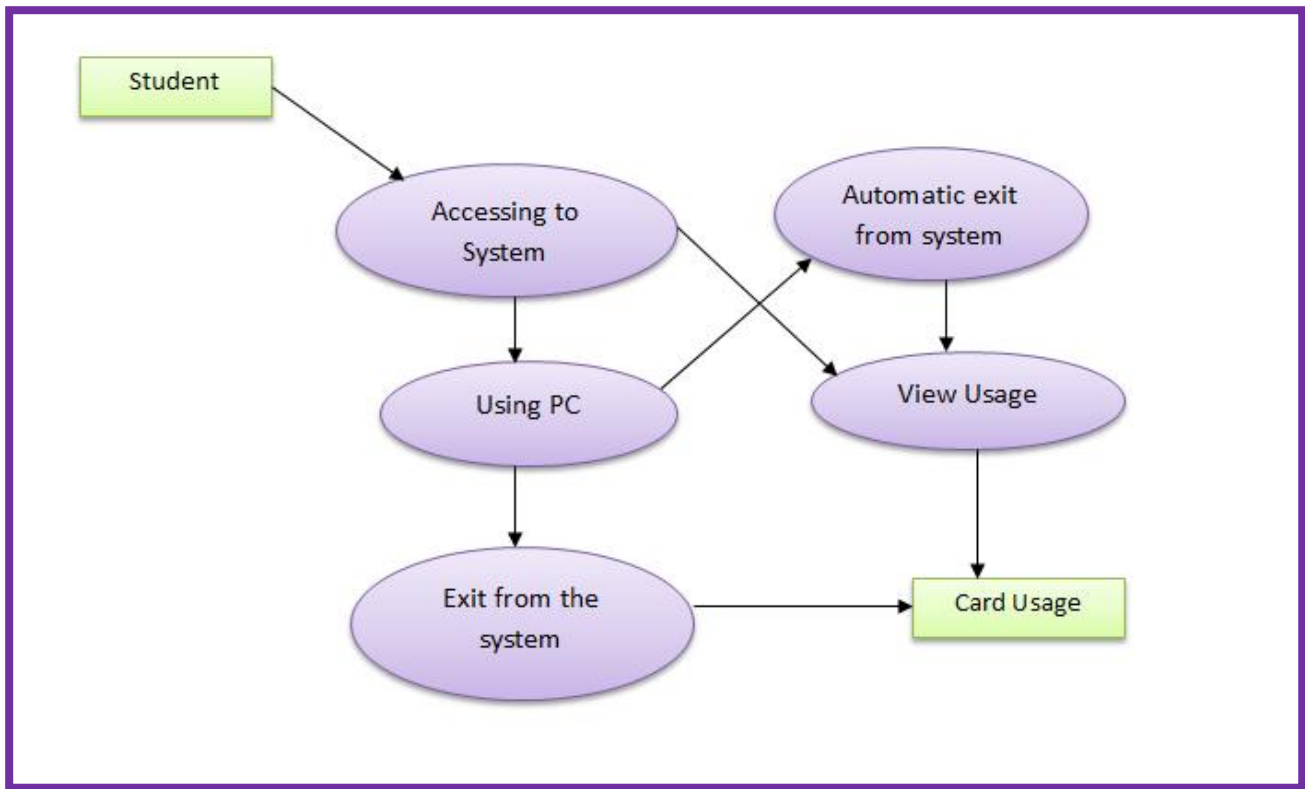 Student
Accessing to
System
Automatic exit
from system
Using PC
View Usage
Exit from the
system
Card Usage